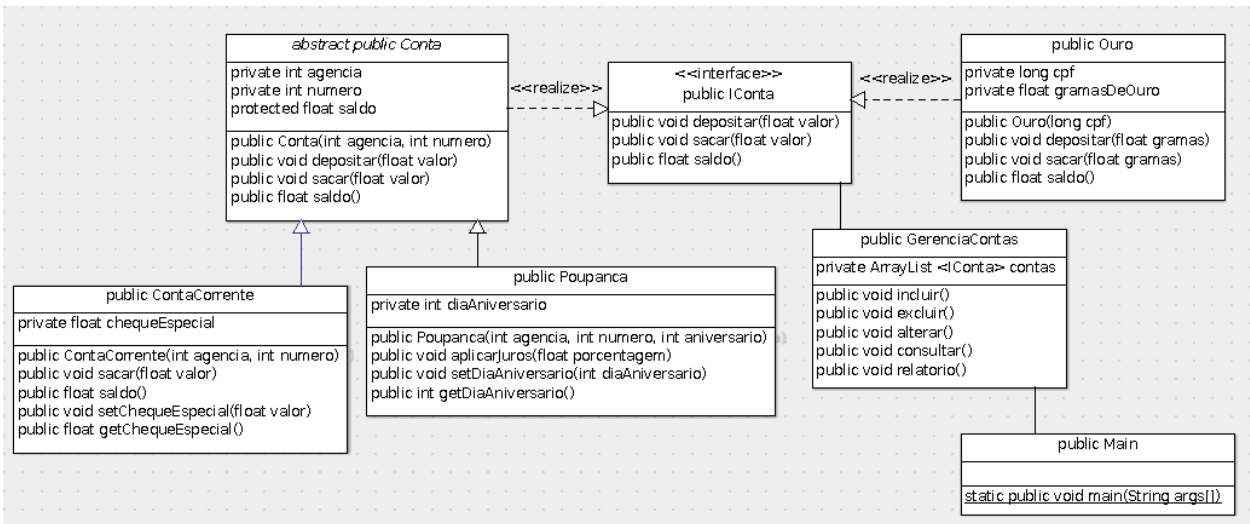 abstract public Conta
private int agencia
private int numero
protected float saldo
public Conta(int agencia, int numero)
public void depositar(float valor)
public void sacar(float valor)
public float saldo()
<<realize>>
<<interface>>
public IConta
public void depositar(float valor)
public void sacar(float valor)
public float saldo()
<<realize>>
public Ouro
private long cpf
private float gramasDeOuro
public Ouro(long cpf)
public void depositar(float gramas)
public void sacar(float gramas)
public float saldo()
public ContaCorrente
private float chequeEspecial
public ContaCorrente(int agencia, int numero)
public void sacar(float valor)
public float saldo()
public void setChequeEspecial(float valor)
public float getChequeEspecial()
public Poupanca
private int diaAniversario
public Poupanca(int agencia, int numero, int aniversario)
public void aplicarJuros(float porcentagem)
public void setDiaAniversario(int diaAniversario)
public int getDiaAniversario()
public GerenciaContas
private ArrayList <IConta> contas
public void incluir()
public void excluir()
public void alterar()
public void consultar()
public void relatorio()
public Main
static public void main(String args[])